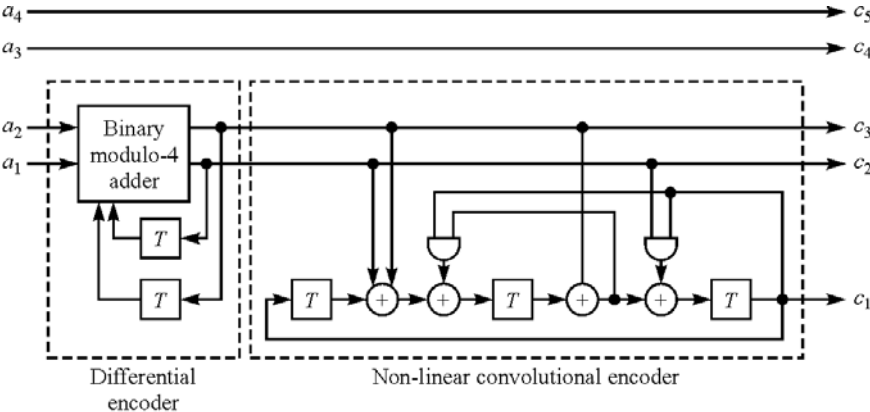 a4 c5
a3 c4
a2 Binary c3
modulo-4
a1 adder c2
T
T T + + T + + T c1
Differential
encoder
Non-linear convolutional encoder